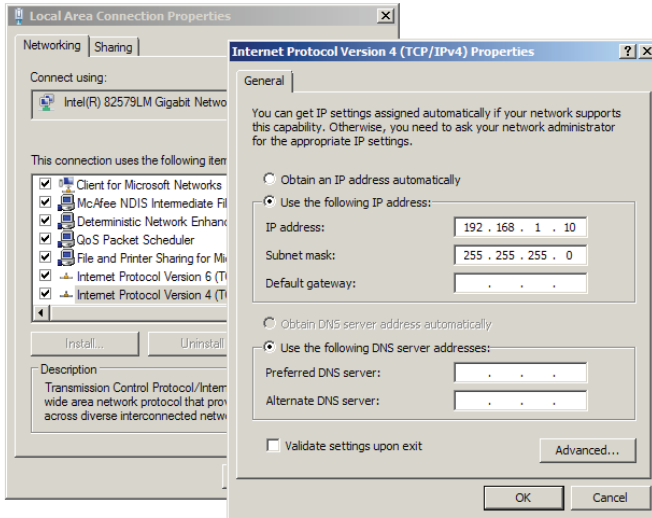 Local Area Connection Properties
Networking Sharing
Connect using:
Intel(R) 82579LM Gigabit Netwo
This connection uses the following item
Client for Microsoft Networks
McAfee NDIS Intermediate Fil
Deterministic Network Enhanc
QoS Packet Scheduler
File and Printer Sharing for Mi
Internet Protocol Version 6 (T
Internet Protocol Version 4 (T
Install... Uninstall
Description
Transmission Control Protocol/Intern
wide area network protocol that prov
across diverse interconnected netw
Internet Protocol Version 4 (TCP/IPv4) Properties
General
You can get IP settings assigned automatically if your network supports
this capability. Otherwise, you need to ask your network administrator
for the appropriate IP settings.
Obtain an IP address automatically
Use the following IP address:
IP address: 192 . 168 . 1 . 10
Subnet mask: 255 . 255 . 255 . 0
Default gateway: . . .
Obtain DNS server address automatically
Use the following DNS server addresses:
Preferred DNS server: . . .
Alternate DNS server: . . .
Validate settings upon exit
Advanced...
OK Cancel